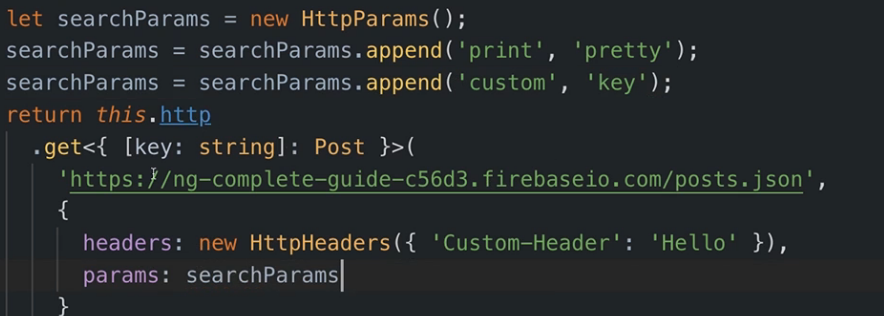 let searchParams = new HttpParams();
searchParams = searchParams.append('print', 'pretty');
searchParams = searchParams.append('custom', 'key');
return this.http
.get<{ [key: string]: Post }>(
'https://ng-complete-guide-c56d3.firebaseio.com/posts.json',
{
headers: new HttpHeaders({ 'Custom-Header': 'Hello' }),
params: searchParams
}